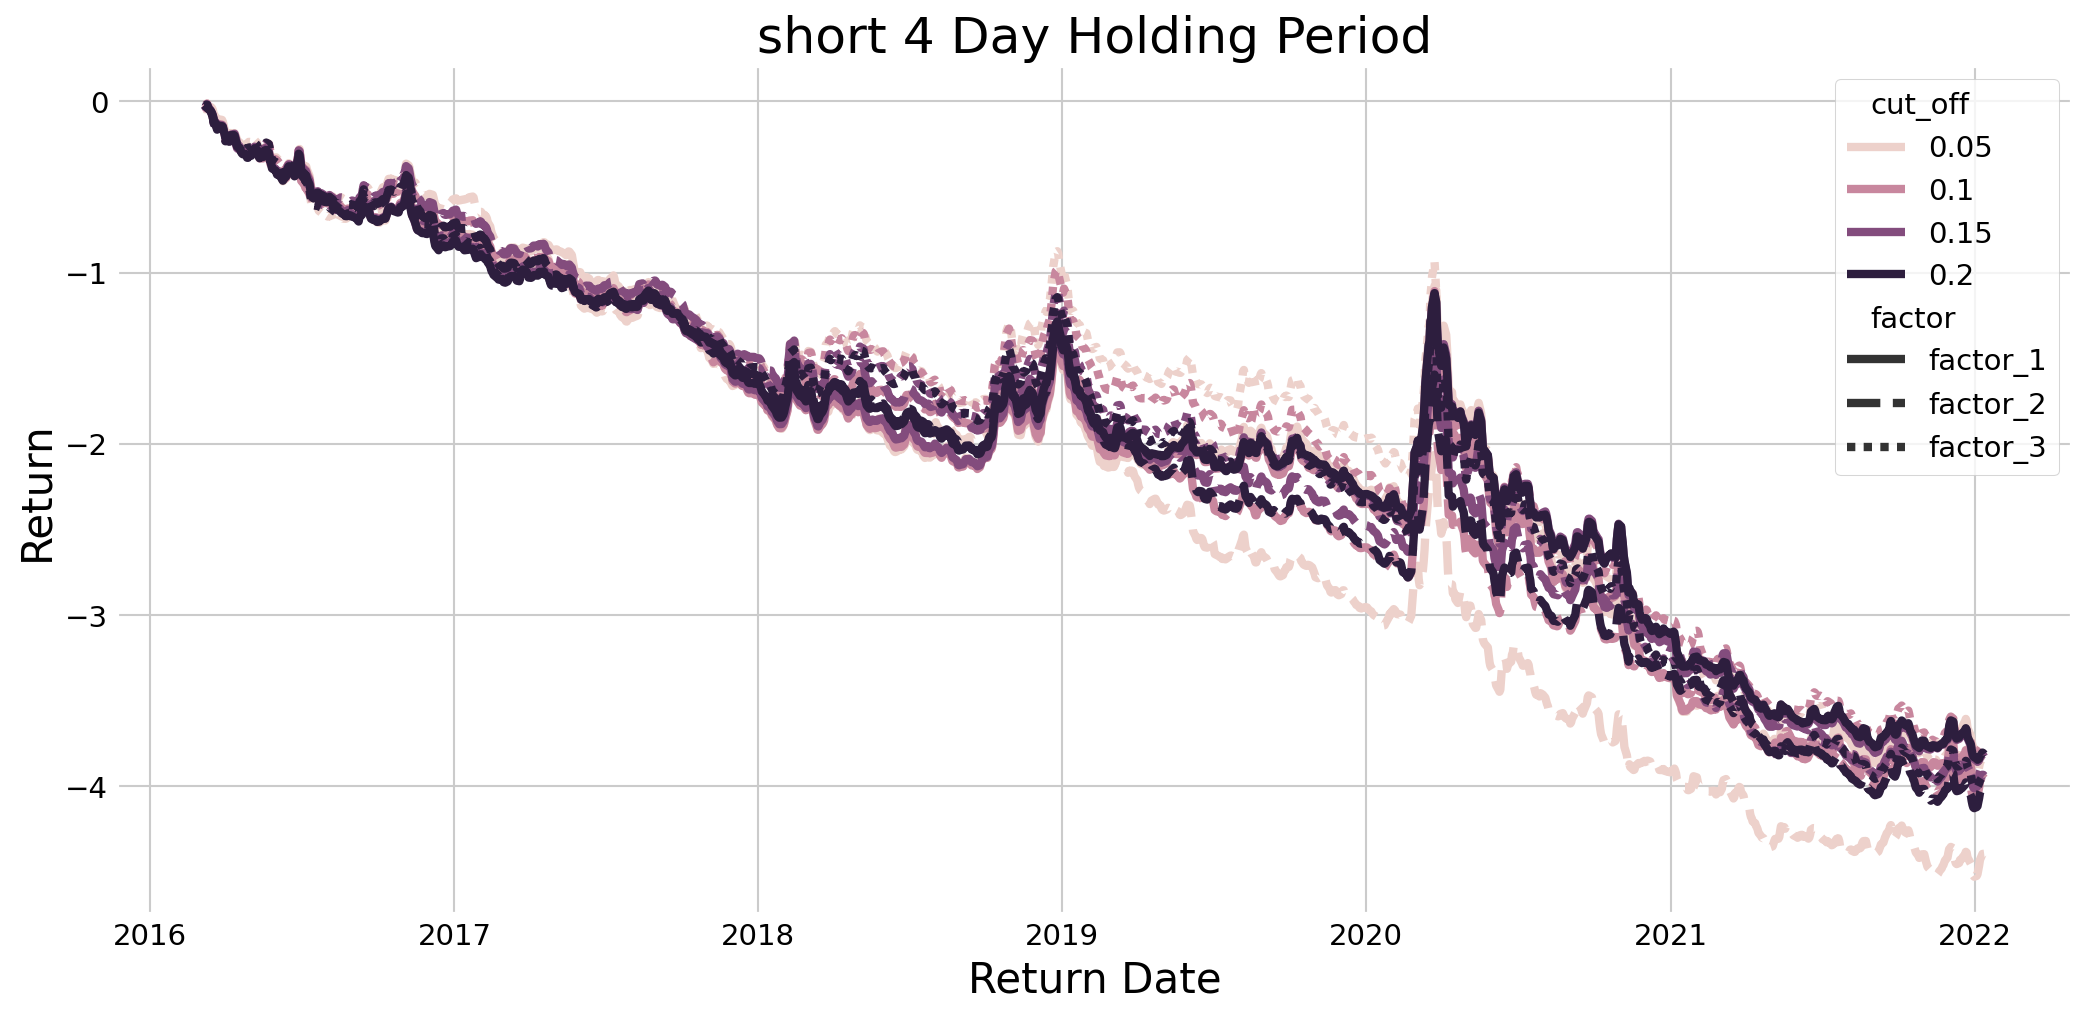 short 4 Day Holding Period
Return
0
−1
−2
−3
−4
cut_off
0.05
0.1
0.15
0.2
factor
factor_1
factor_2
factor_3
2016 2017 2018 2019 2020 2021 2022
Return Date